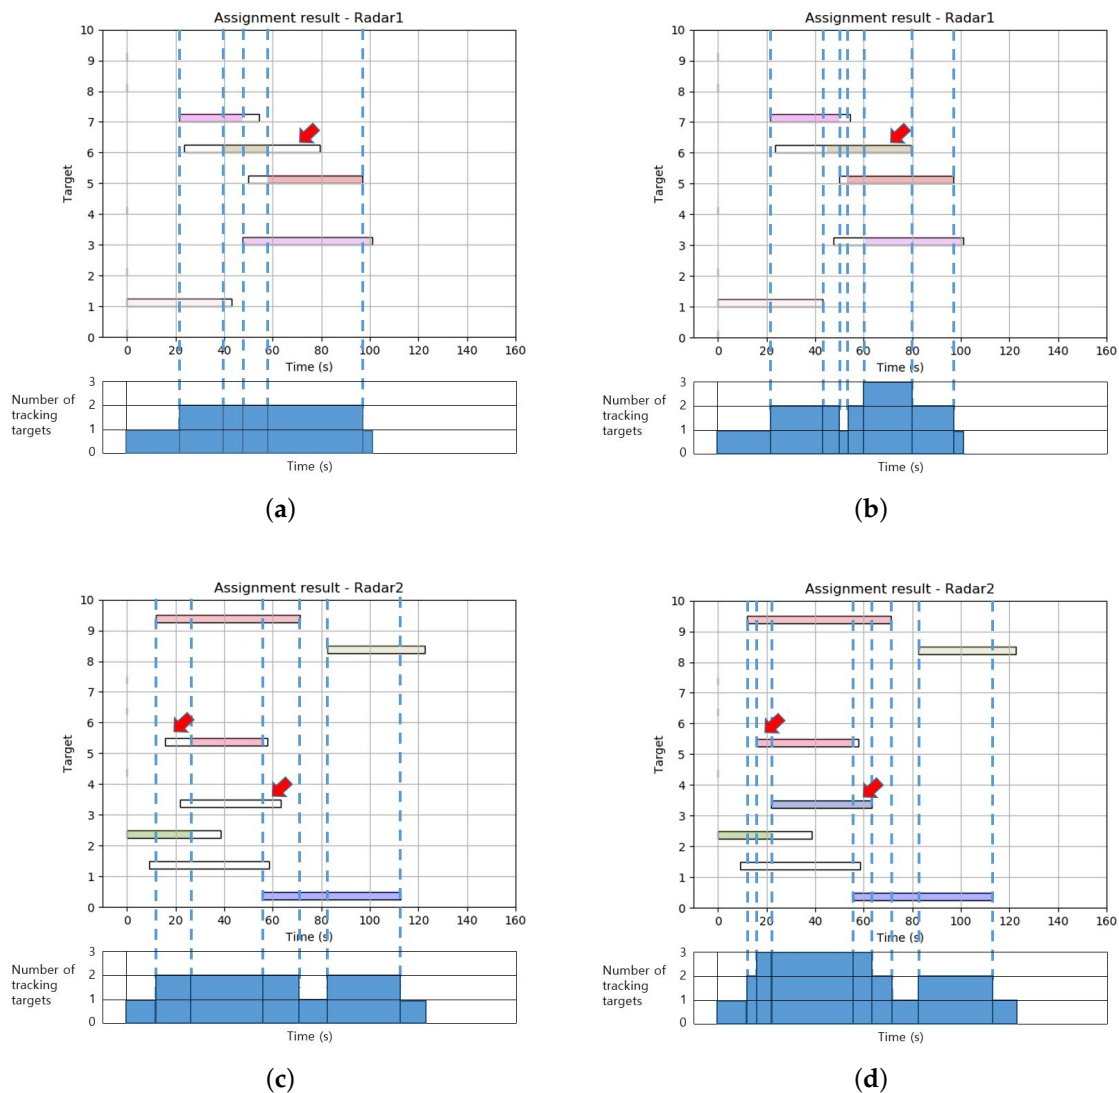 Assignment result - Radar1
10
9
8
7
6
5
4
3
2
1
0
Target
0 20 40 60 80 100 120 140 160
Time (s)
Number of
tracking
targets
3
2
1
0
Time (s)
(a)
Assignment result - Radar1
10
9
8
7
6
5
4
3
2
1
0
Target
0 20 40 60 80 100 120 140 160
Time (s)
Number of
tracking
targets
3
2
1
0
Time (s)
(b)
Assignment result - Radar2
10
9
8
7
6
5
4
3
2
1
0
Target
0 20 40 60 80 100 120 140 160
Time (s)
Number of
tracking
targets
3
2
1
0
Time (s)
(c)
Assignment result - Radar2
10
9
8
7
6
5
4
3
2
1
0
Target
0 20 40 60 80 100 120 140 160
Time (s)
Number of
tracking
targets
3
2
1
0
Time (s)
(d)